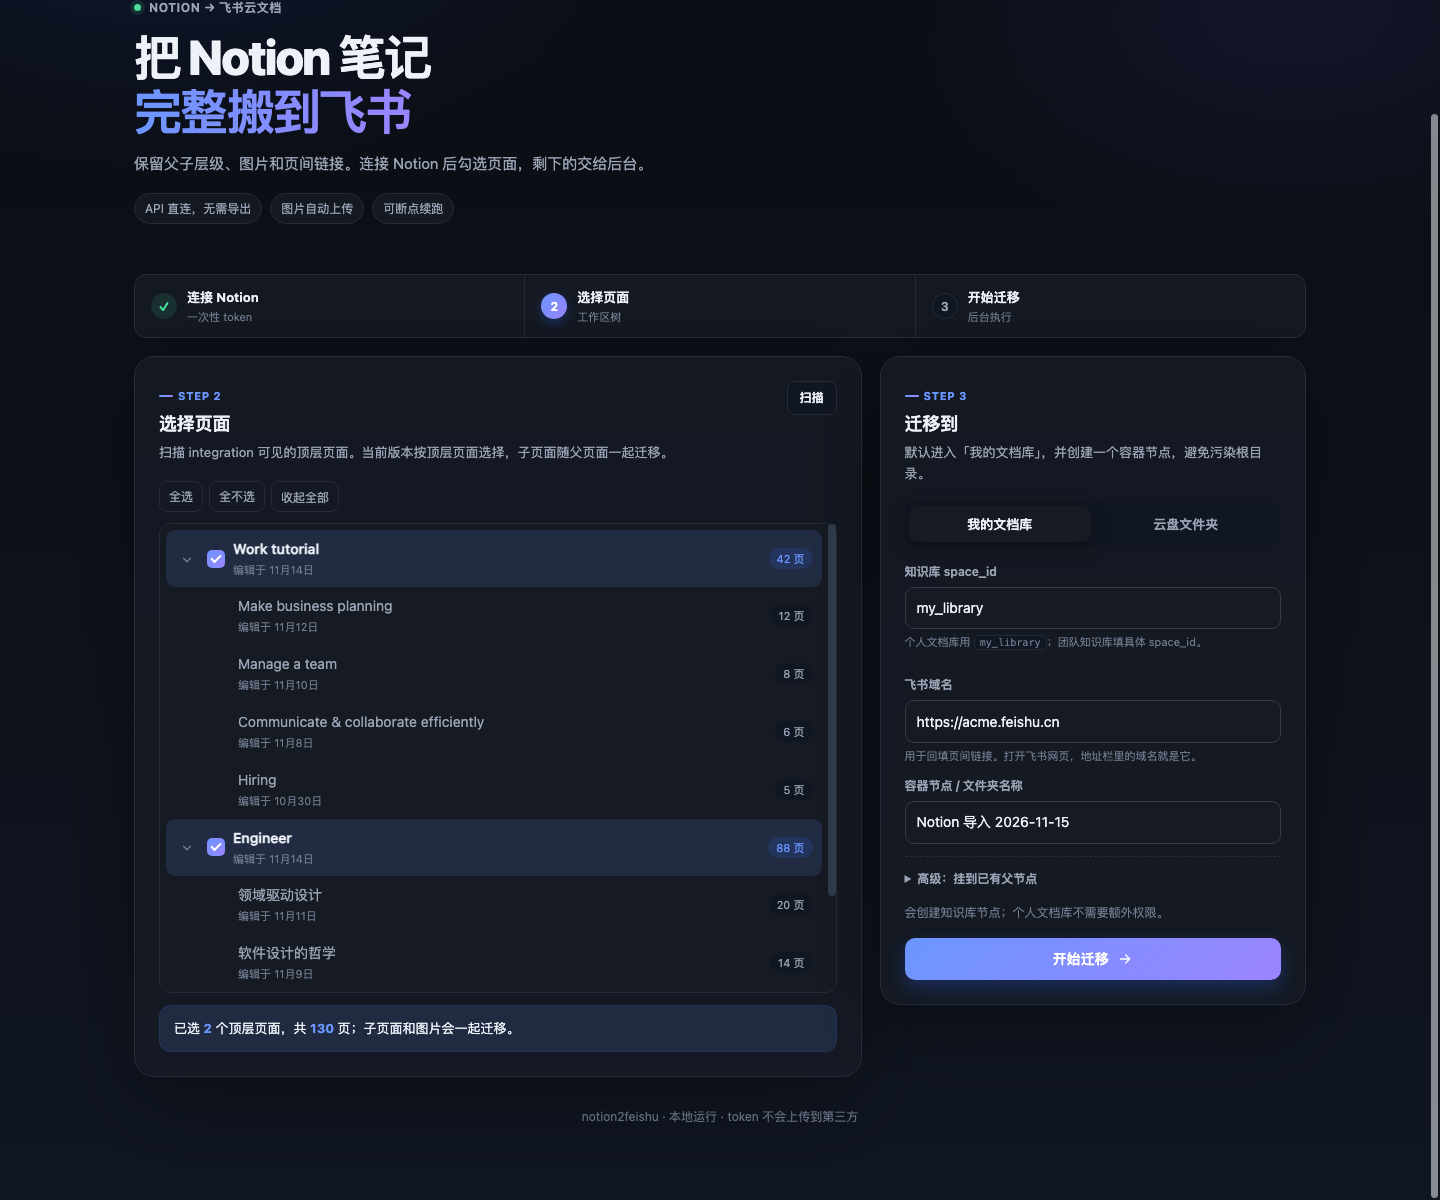 NOTION → 飞书云文档
把 Notion 笔记
完整搬到飞书
保留父子层级、图片和页间链接。连接 Notion 后勾选页面，剩下的交给后台。
API 直连，无需导出
图片自动上传
可断点续跑
连接 Notion
一次性 token
2
选择页面
工作区树
3
开始迁移
后台执行
STEP 2
选择页面
扫描
扫描 integration 可见的顶层页面。当前版本按顶层页面选择，子页面随父页面一起迁移。
全选
全不选
收起全部
Work tutorial
编辑于 11月14日
42 页
Make business planning
编辑于 11月12日
12 页
Manage a team
编辑于 11月10日
8 页
Communicate & collaborate efficiently
编辑于 11月8日
6 页
Hiring
编辑于 10月30日
5 页
Engineer
编辑于 11月14日
88 页
领域驱动设计
编辑于 11月11日
20 页
软件设计的哲学
编辑于 11月9日
14 页
已选 2 个顶层页面，共 130 页；子页面和图片会一起迁移。
STEP 3
迁移到
默认进入「我的文档库」，并创建一个容器节点，避免污染根目
录。
我的文档库
云盘文件夹
知识库 space_id
my_library
个人文档库用 my_library；团队知识库填具体 space_id。
飞书域名
https://acme.feishu.cn
用于回填页间链接。打开飞书网页，地址栏里的域名就是它。
容器节点 / 文件夹名称
Notion 导入 2026-11-15
高级：挂到已有父节点
会创建知识库节点；个人文档库不需要额外权限。
开始迁移 →
notion2feishu · 本地运行 · token 不会上传到第三方